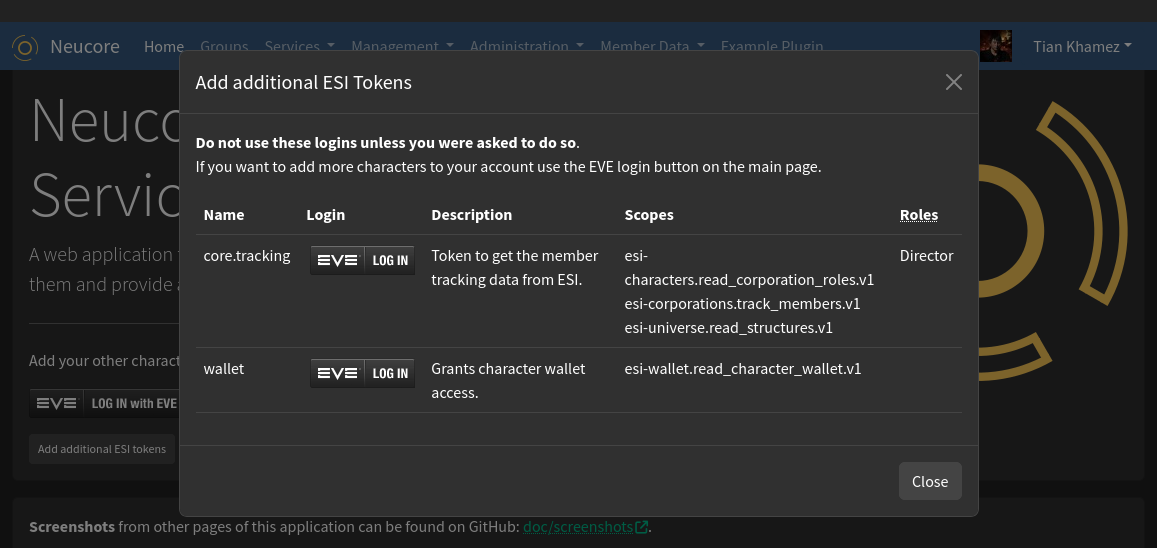 Neucore Home Groups Services Management Administration Member Data Example Plugin Tian Khamez
Add additional ESI Tokens
Do not use these logins unless you were asked to do so.
If you want to add more characters to your account use the EVE login button on the main page.
Name Login Description Scopes Roles
core.tracking EVE LOG IN Token to get the member esi- Director
tracking data from ESI. characters.read_corporation_roles.v1
esi-corporations.track_members.v1
esi-universe.read_structures.v1
wallet EVE LOG IN Grants character wallet esi-wallet.read_character_wallet.v1
access.
Close
Neuc
Servic
A web application
them and provide
Add your other charact
EVE LOG IN with EVE
Add additional ESI tokens
Screenshots from other pages of this application can be found on GitHub: doc/screenshots.